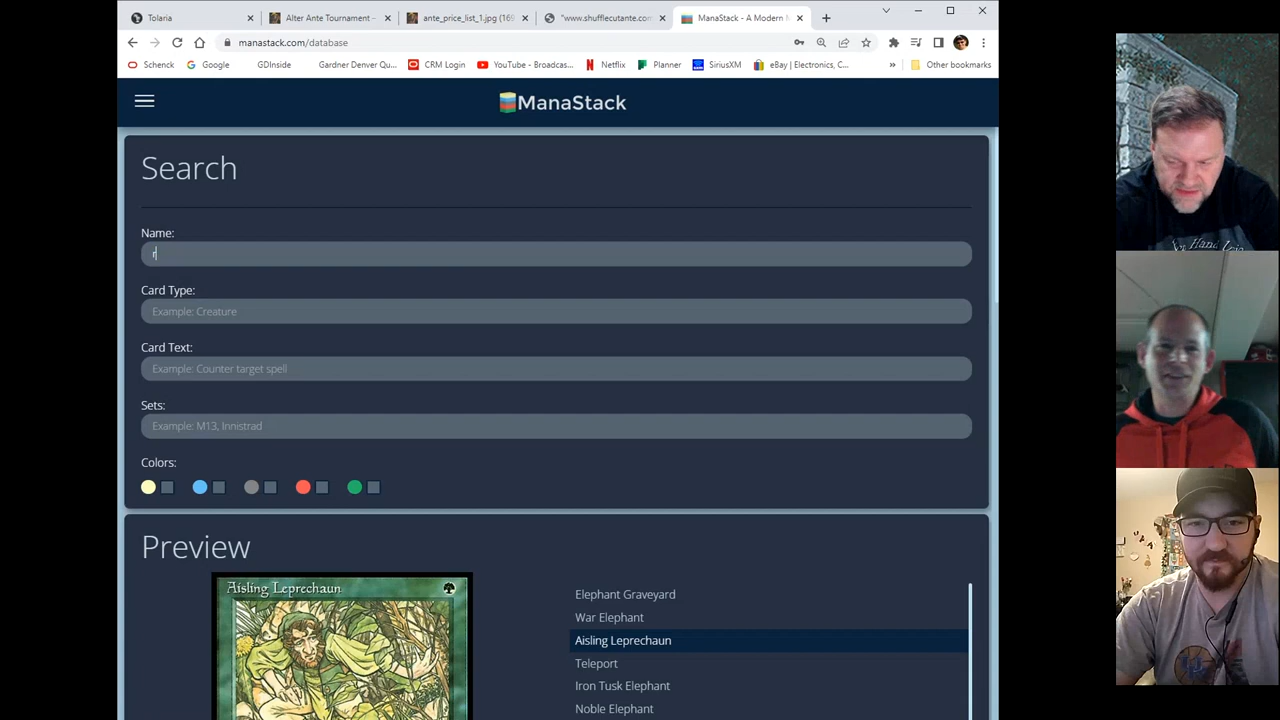 Tolaria
Alter Ante Tournament -
ante_price_list_1.jpg (169
"www.shufflecutante.com
ManaStack - A Modern M
manastack.com/database
Schenck
Google
GDInside
Gardner Denver Qu...
CRM Login
YouTube - Broadcas...
Netflix
Planner
SiriusXM
eBay | Electronics, C...
»
Other bookmarks
ManaStack
Search
Name:
r
Card Type:
Example: Creature
Card Text:
Example: Counter target spell
Sets:
Example: M13, Innistrad
Colors:
Preview
Aisling Leprechaun
Elephant Graveyard
War Elephant
Aisling Leprechaun
Teleport
Iron Tusk Elephant
Noble Elephant